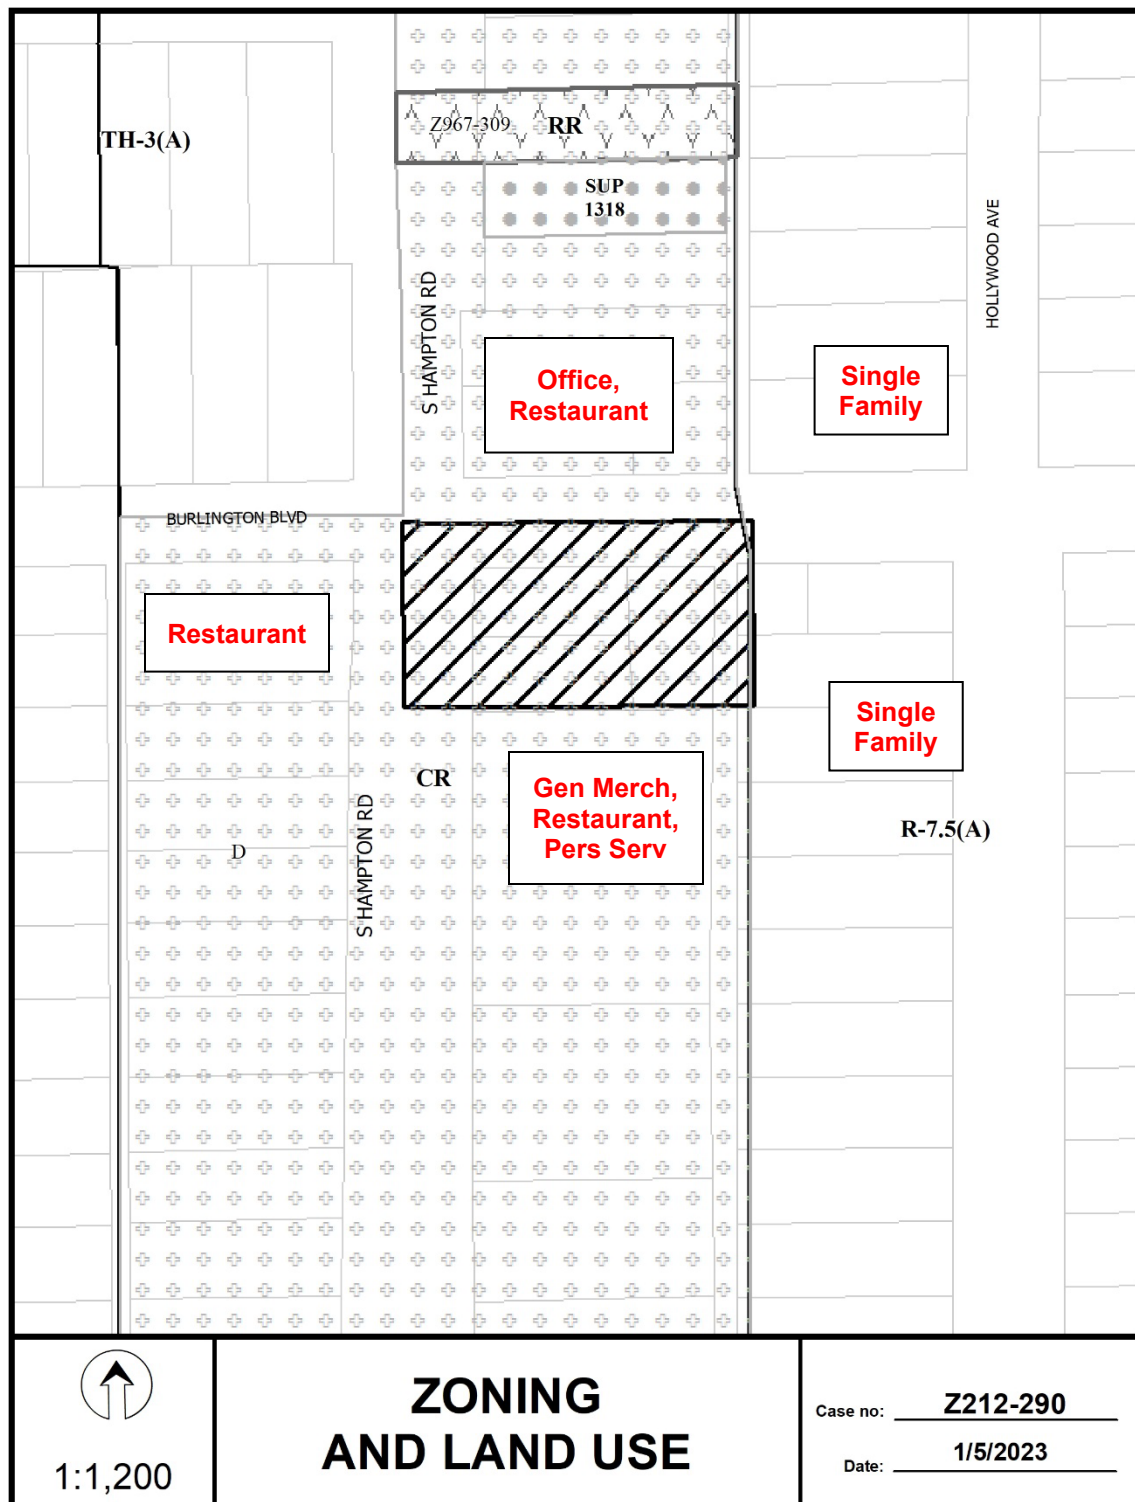 TH-3(A)
Z967-309
RR
SUP
1318
S HAMPTON RD
HOLLYWOOD AVE
Office,
Restaurant
Single
Family
BURLINGTON BLVD
Restaurant
Single
Family
CR
Gen Merch,
Restaurant,
Pers Serv
R-7.5(A)
D
S HAMPTON RD
1:1,200
ZONING
AND LAND USE
Case no: Z212-290
Date: 1/5/2023